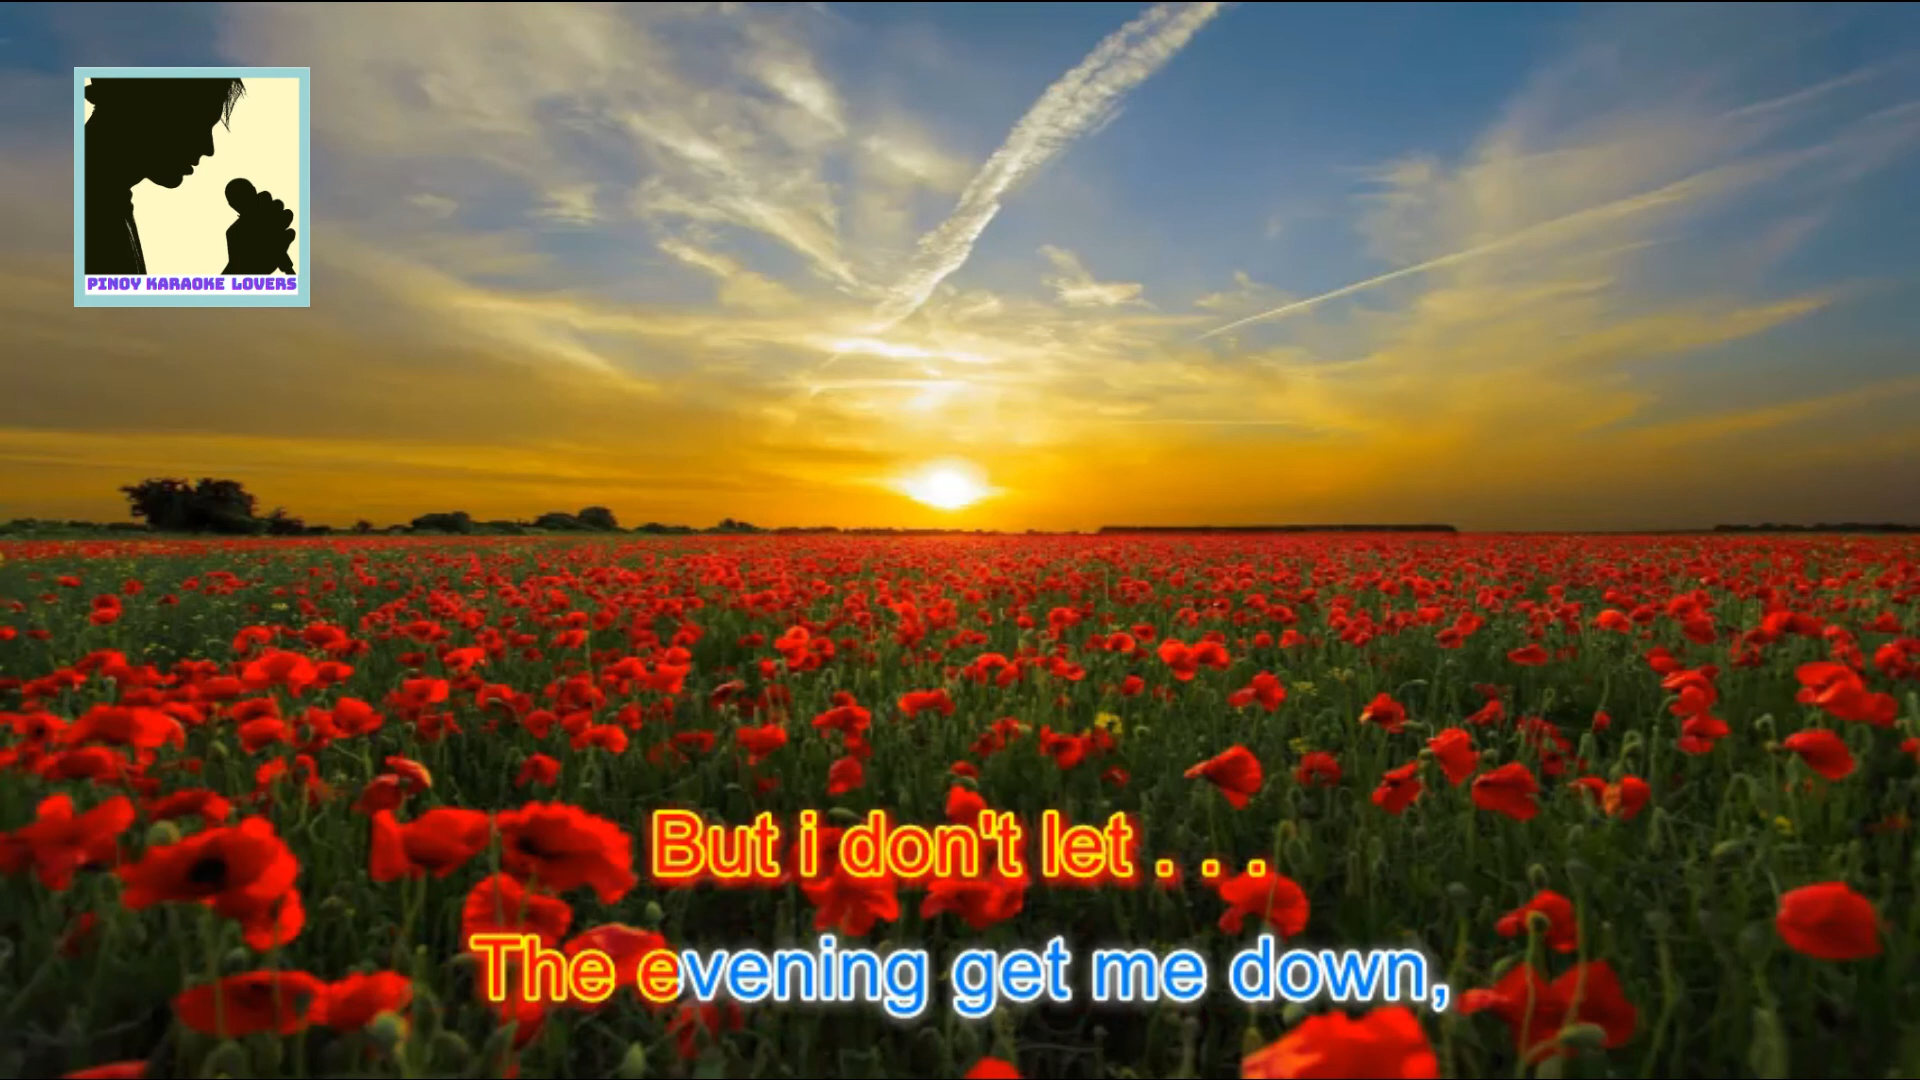 PINOY KARAOKE LOVERS
But i don't let . . .
The evening get me down,